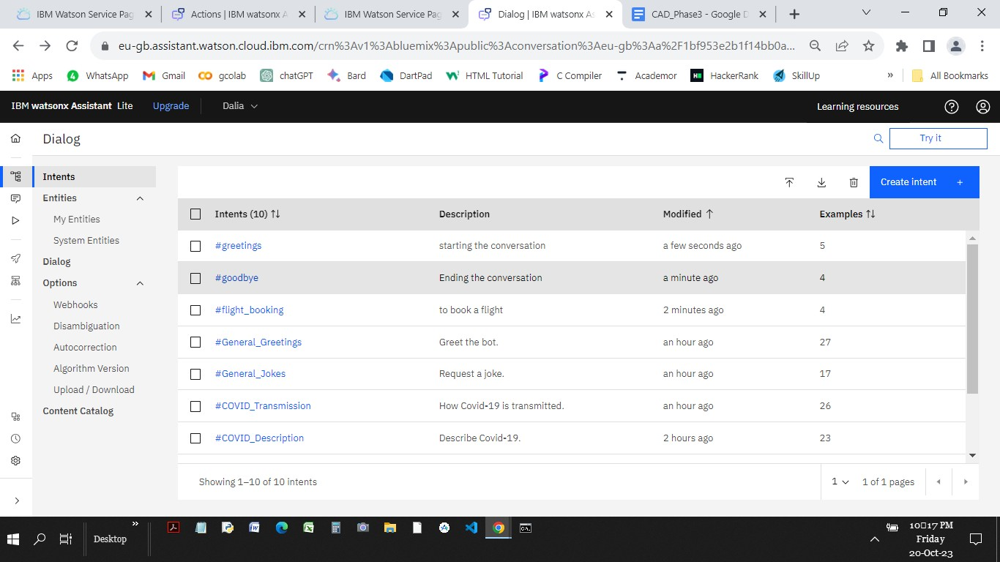 IBM Watson Service Pag
Actions | IBM watsonx A
IBM Watson Service Pag
Dialog | IBM watsonx As
CAD_Phase3 - Google D
eu-gb.assistant.watson.cloud.ibm.com/crn%3Av1%3Abluemix%3Apublic%3Aconversation%3Aeu-gb%3Aa%2F1bf953e2b1f14bb0a...
Apps WhatsApp Gmail gcolab chatGPT Bard DartPad HTML Tutorial C Compiler Academor HackerRank SkillUp » All Bookmarks
IBM watsonx Assistant Lite Upgrade Dalia Learning resources
Dialog Try it
Intents
Entities
My Entities
System Entities
Dialog
Options
Webhooks
Disambiguation
Autocorrection
Algorithm Version
Upload / Download
Content Catalog
Create intent +
Intents (10) Description Modified Examples
#greetings starting the conversation a few seconds ago 5
#goodbye Ending the conversation a minute ago 4
#flight_booking to book a flight 2 minutes ago 4
#General_Greetings Greet the bot. an hour ago 27
#General_Jokes Request a joke. an hour ago 17
#COVID_Transmission How Covid-19 is transmitted. an hour ago 26
#COVID_Description Describe Covid-19. 2 hours ago 23
Showing 1–10 of 10 intents 1 1 of 1 pages
Desktop »
10▯17 PM
Friday
20-Oct-23